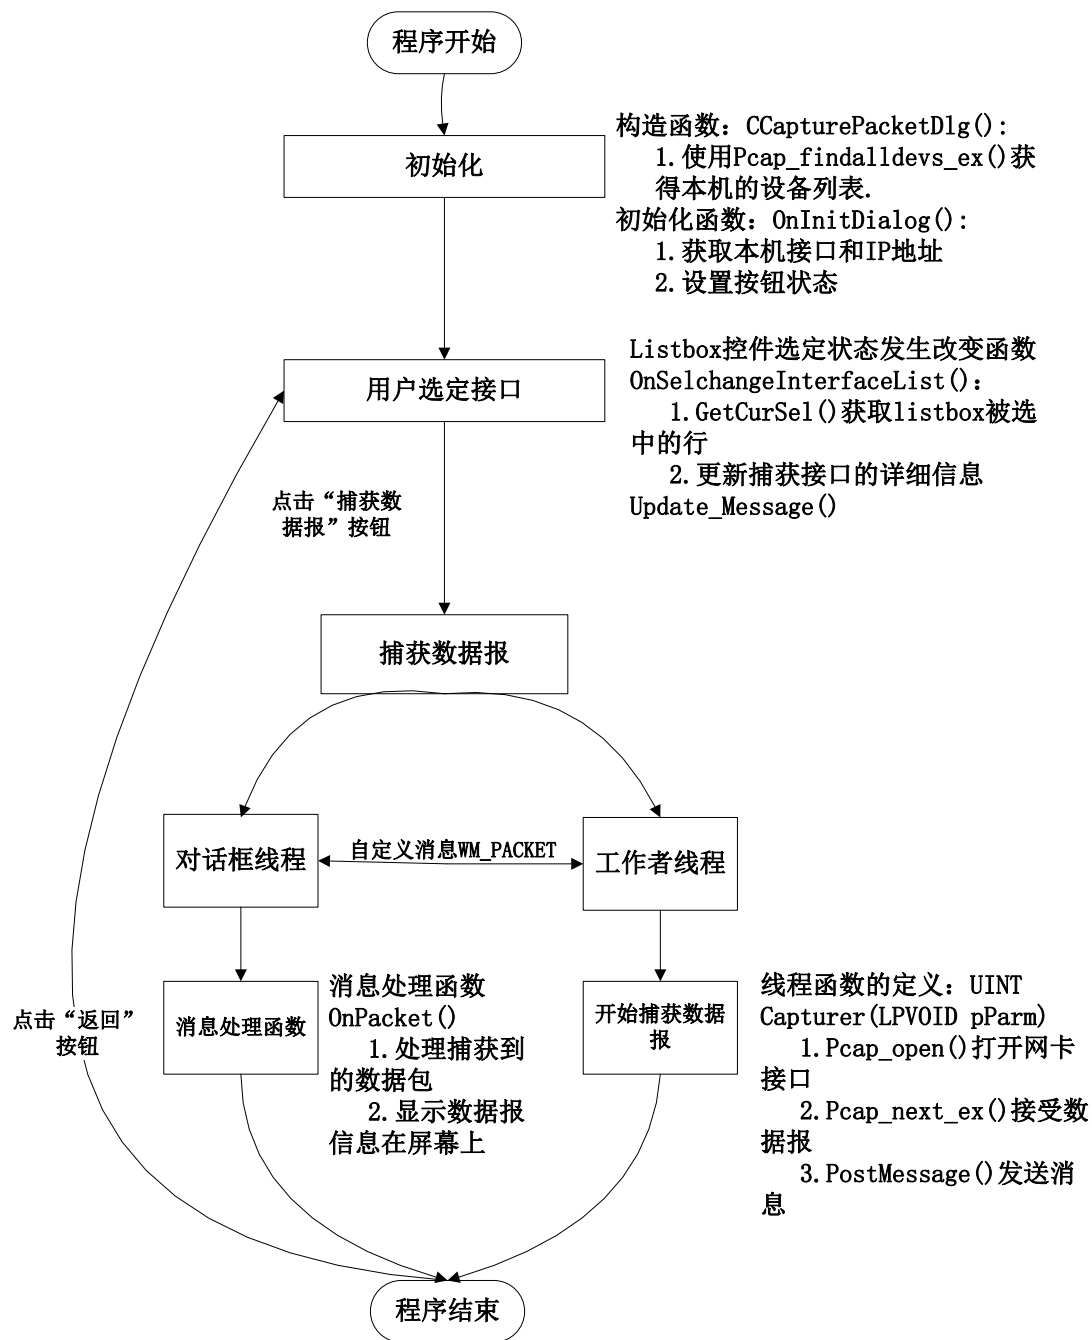 程序开始
初始化
构造函数：CCapturePacketDlg():
1.使用Pcap_findalldevs_ex()获
得本机的设备列表.
初始化函数：OnInitDialog():
1.获取本机接口和IP地址
2.设置按钮状态
用户选定接口
Listbox控件选定状态发生改变函数
OnSelchangeInterfaceList()：
1.GetCurSel()获取listbox被选
中的行
2.更新捕获接口的详细信息
Update_Message()
点击“捕获数
据报”按钮
捕获数据报
对话框线程
自定义消息WM_PACKET
工作者线程
点击“返回”
按钮
消息处理函数
消息处理函数
OnPacket()
1.处理捕获到
的数据包
2.显示数据报
信息在屏幕上
开始捕获数据
报
线程函数的定义：UINT
Capturer(LPVOID pParm)
1.Pcap_open()打开网卡
接口
2.Pcap_next_ex()接受数
据报
3.PostMessage()发送消
息
程序结束